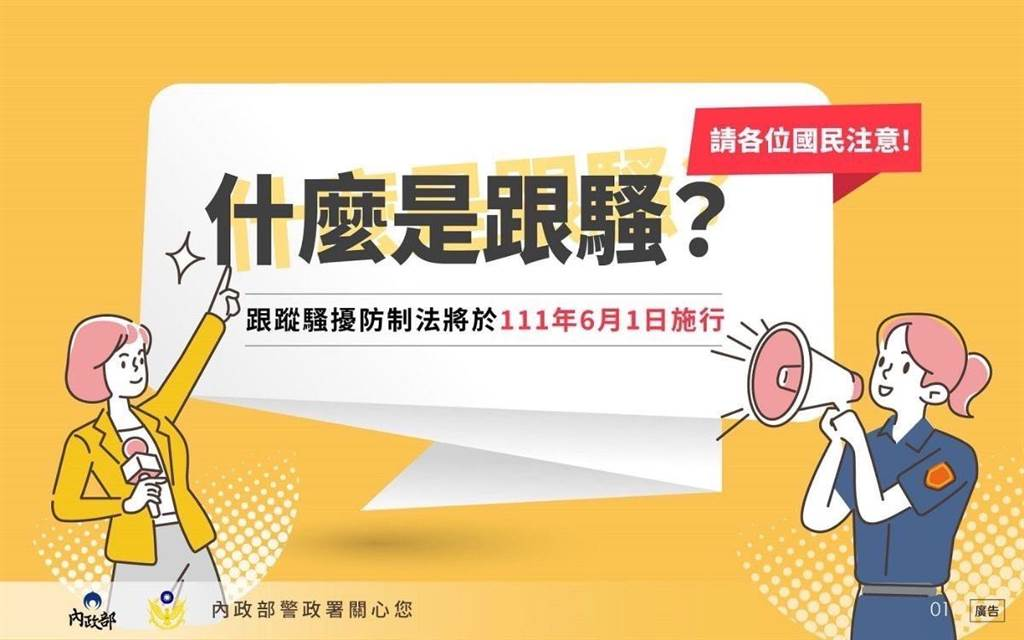 請各位國民注意!
什麼是跟騷?
跟蹤騷擾防制法將於111年6月1日施行
內政部
內政部警政署關心您
01
廣告